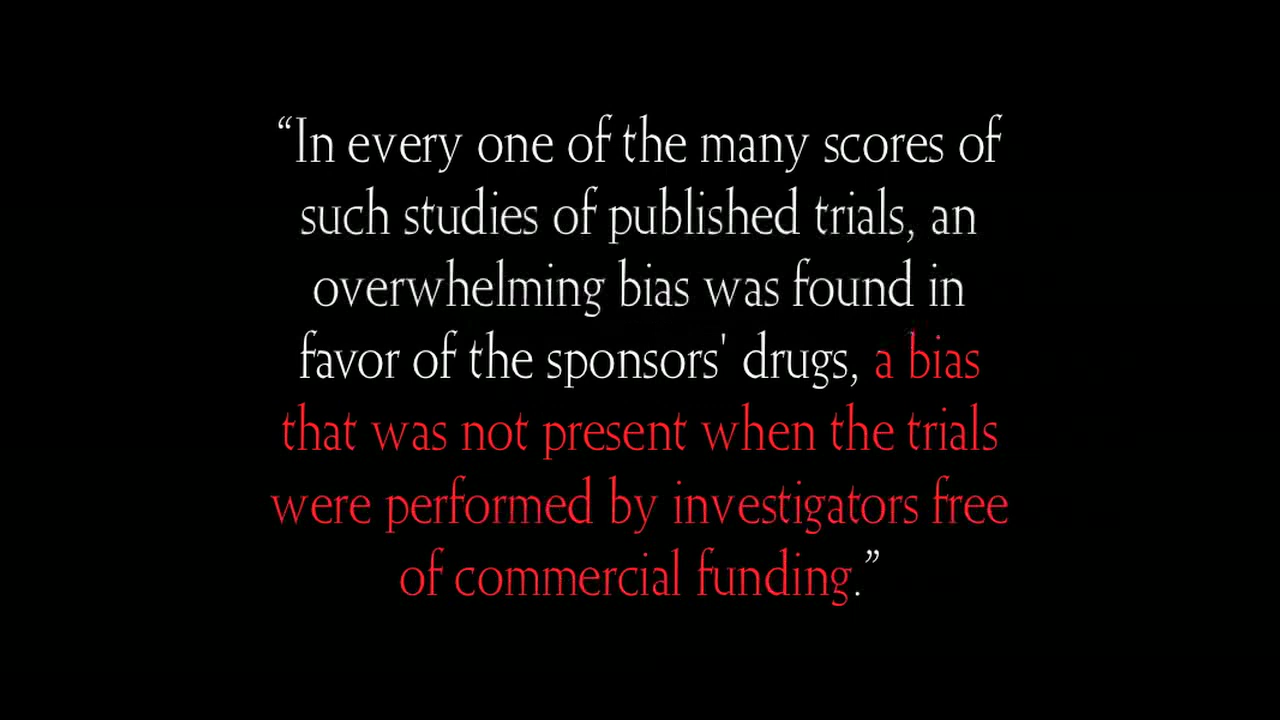 “In every one of the many scores of
such studies of published trials, an
overwhelming bias was found in
favor of the sponsors' drugs, a bias
that was not present when the trials
were performed by investigators free
of commercial funding.”